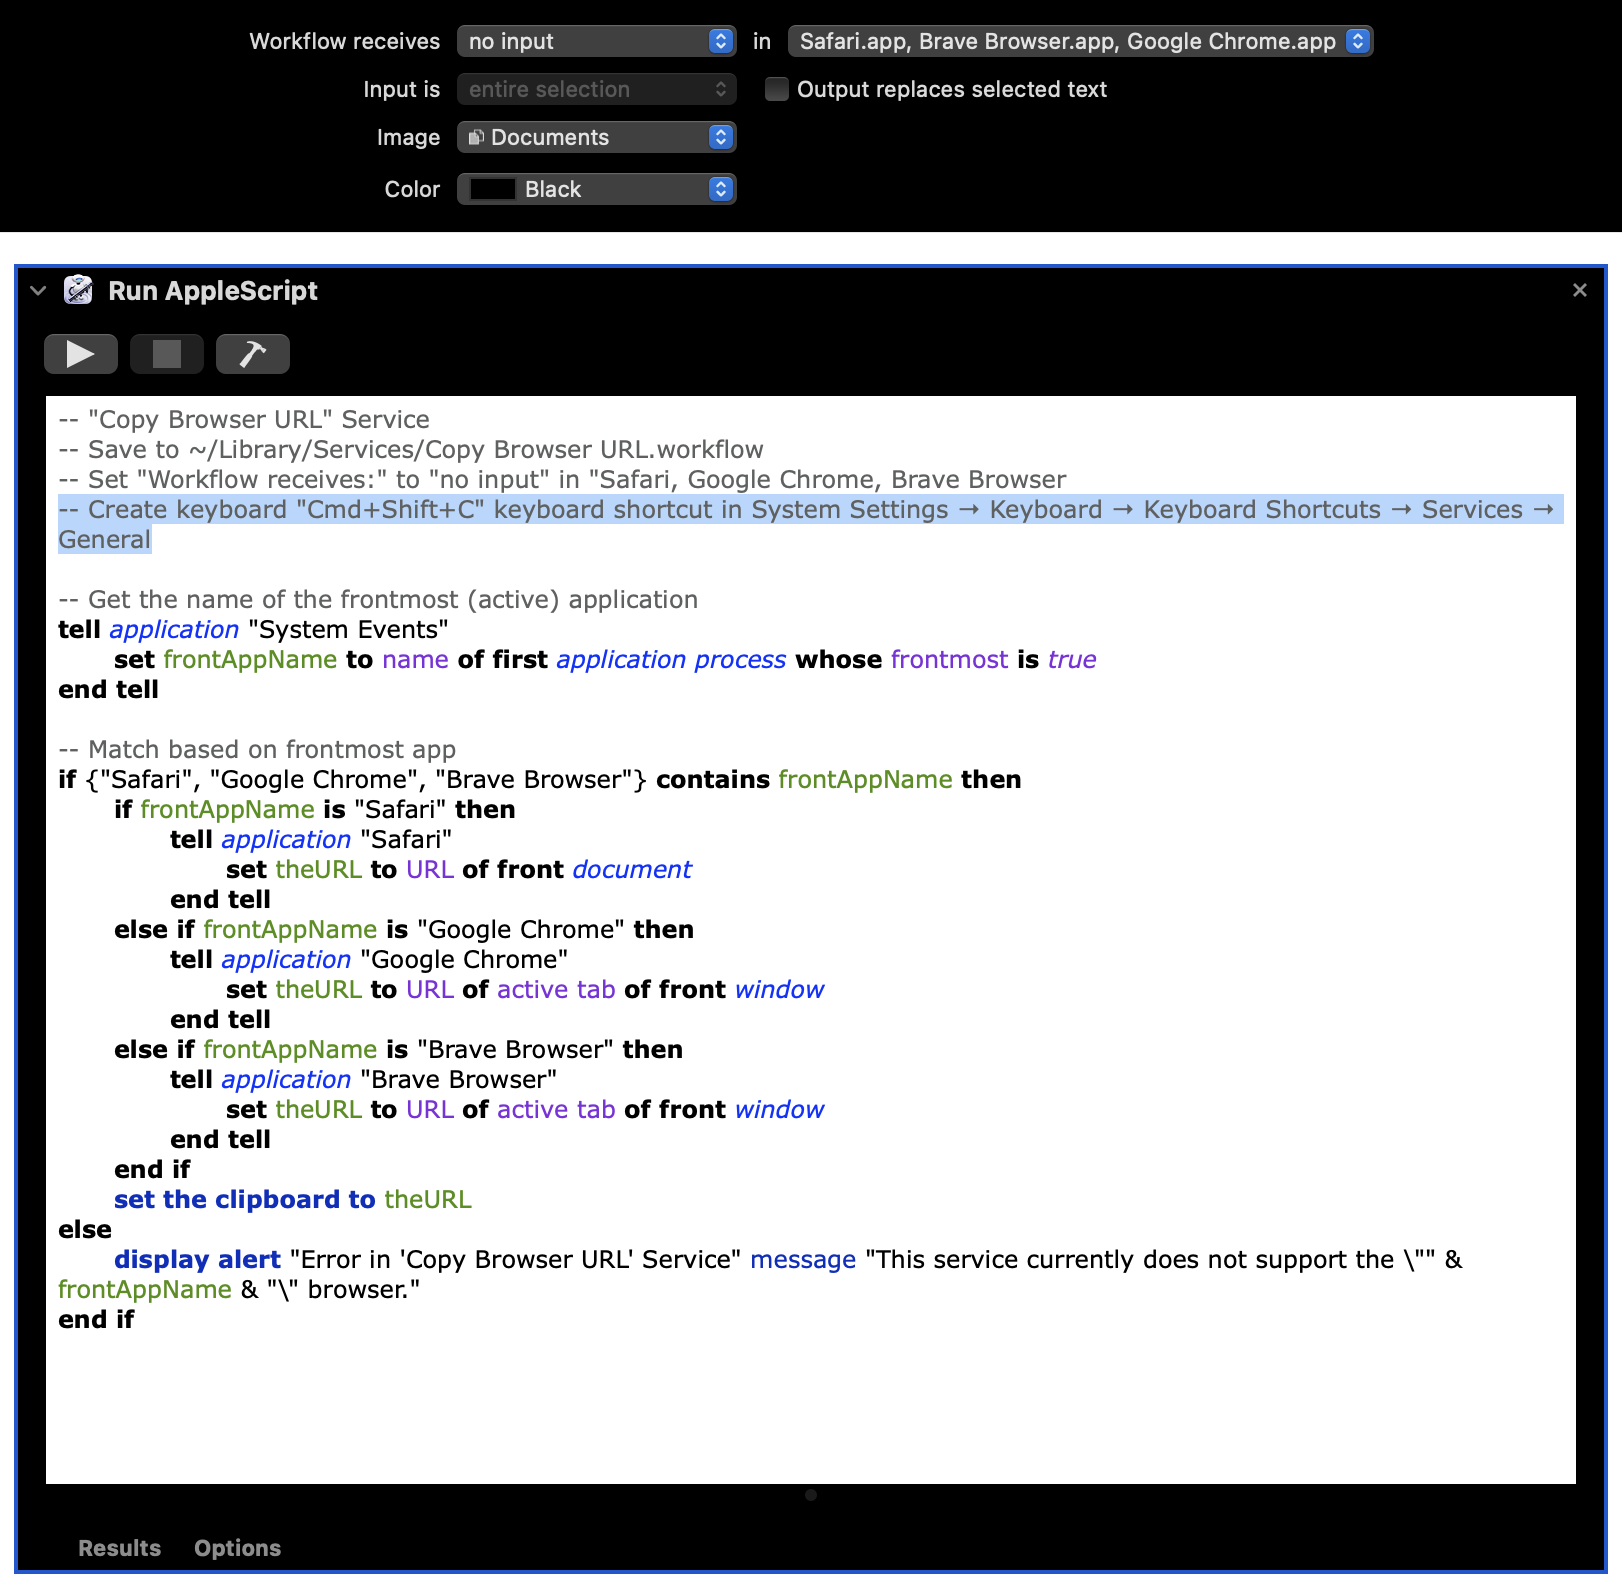 Workflow receives no input in Safari.app, Brave Browser.app, Google Chrome.app
Input is entire selection Output replaces selected text
Image Documents
Color Black
Run AppleScript
-- "Copy Browser URL" Service
-- Save to ~/Library/Services/Copy Browser URL.workflow
-- Set "Workflow receives:" to "no input" in "Safari, Google Chrome, Brave Browser
-- Create keyboard "Cmd+Shift+C" keyboard shortcut in System Settings → Keyboard → Keyboard Shortcuts → Services →
General
-- Get the name of the frontmost (active) application
tell application "System Events"
set frontAppName to name of first application process whose frontmost is true
end tell
-- Match based on frontmost app
if {"Safari", "Google Chrome", "Brave Browser"} contains frontAppName then
if frontAppName is "Safari" then
tell application "Safari"
set theURL to URL of front document
end tell
else if frontAppName is "Google Chrome" then
tell application "Google Chrome"
set theURL to URL of active tab of front window
end tell
else if frontAppName is "Brave Browser" then
tell application "Brave Browser"
set theURL to URL of active tab of front window
end tell
end if
set the clipboard to theURL
else
display alert "Error in 'Copy Browser URL' Service" message "This service currently does not support the \"" &
frontAppName & "\" browser."
end if
Results Options